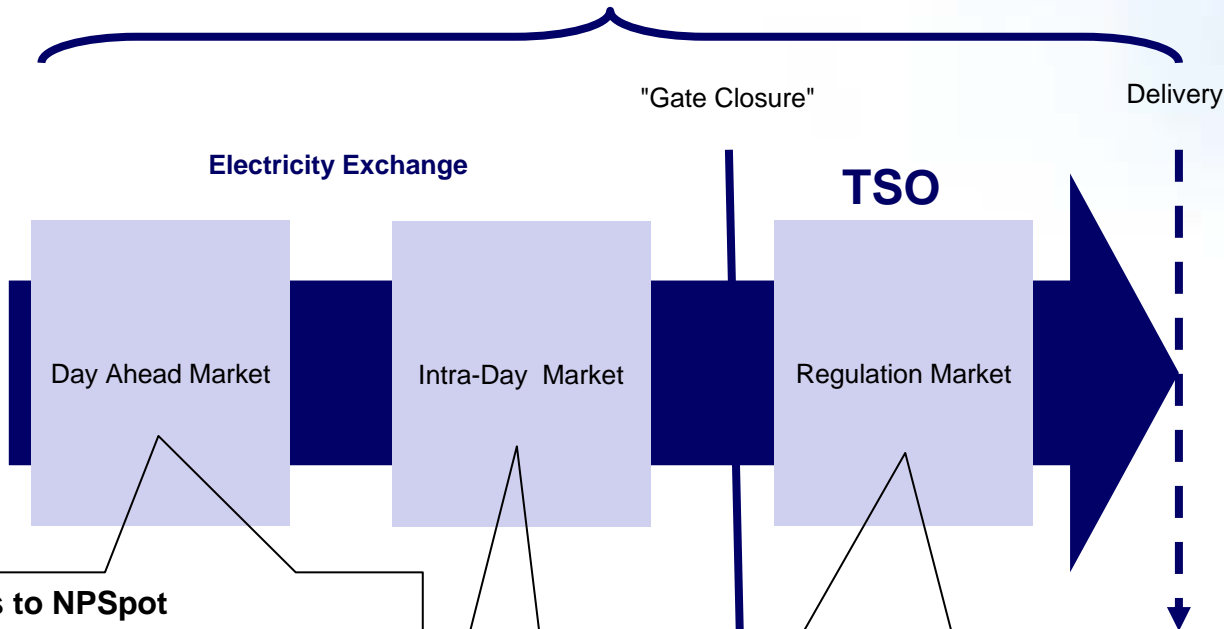 "Gate Closure"
Delivery
Electricity Exchange
TSO
Day Ahead Market
Intra-Day Market
Regulation Market
to NPSpot